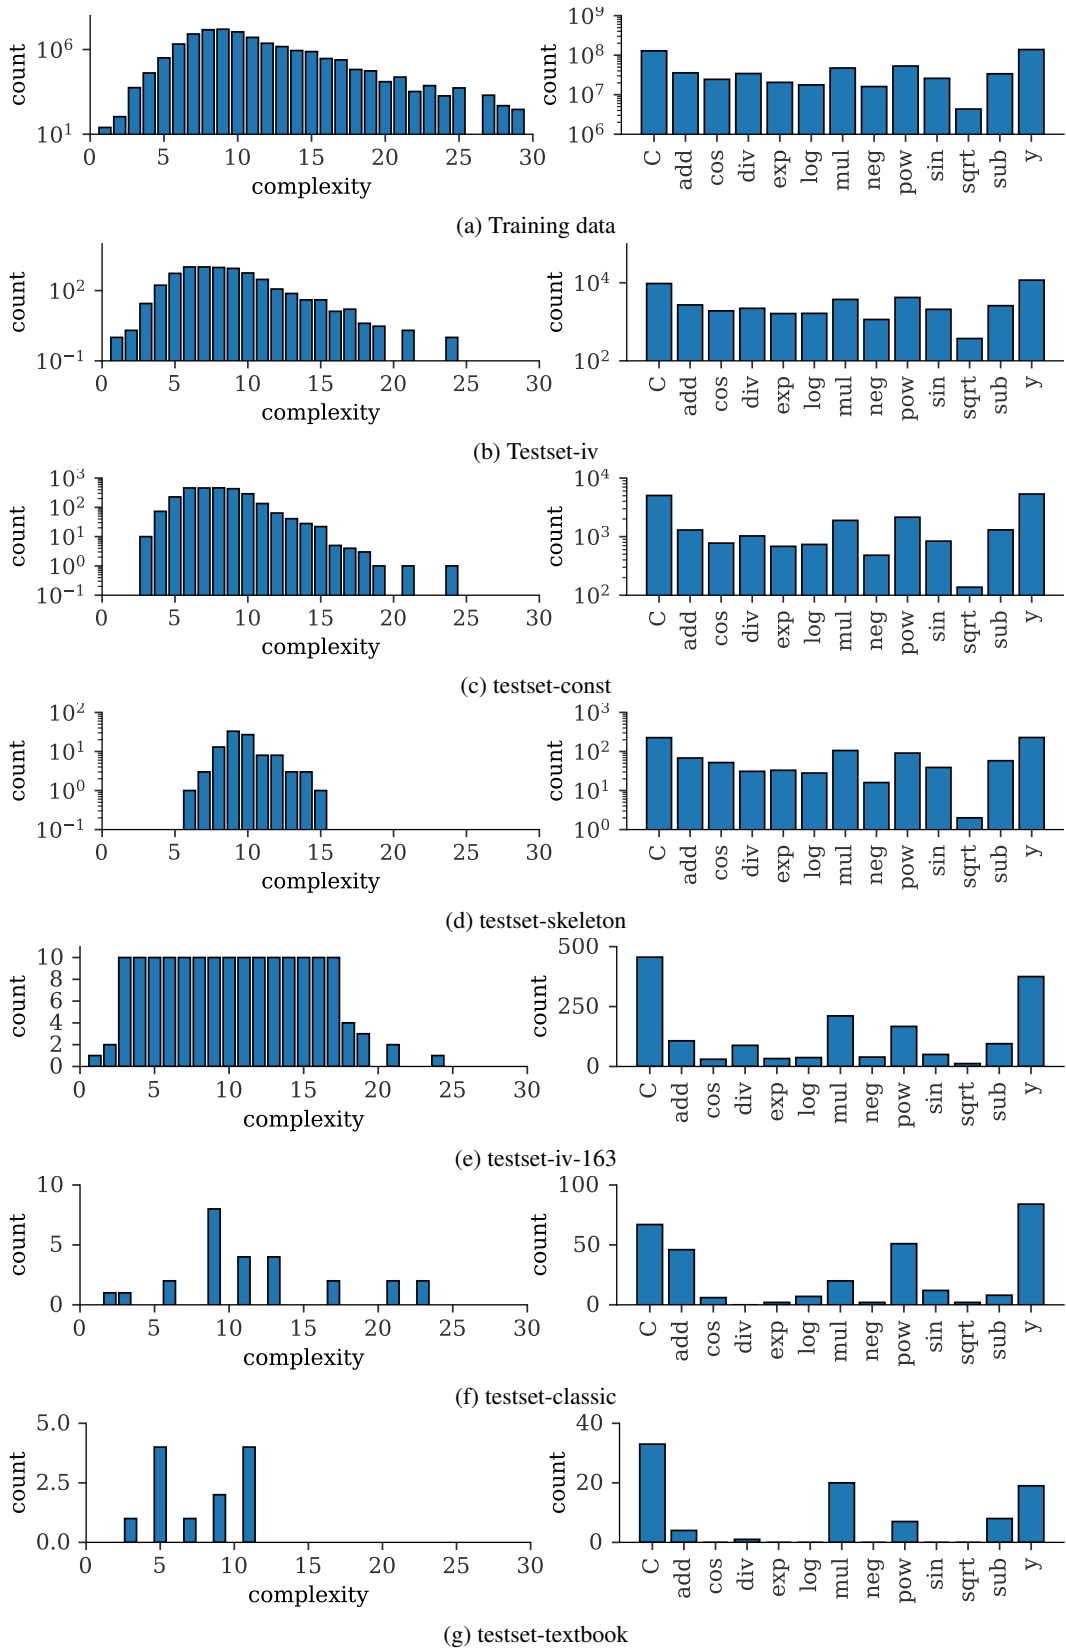 count
10^6
10^1
0 5 10 15 20 25 30
complexity
count
10^9
10^8
10^7
10^6
C add cos div exp log mul neg pow sin sqrt sub y
(a) Training data
count
10^2
10^−1
0 5 10 15 20 25 30
complexity
count
10^4
10^2
C add cos div exp log mul neg pow sin sqrt sub y
(b) Testset-iv
count
10^3
10^2
10^1
10^0
10^−1
0 5 10 15 20 25 30
complexity
count
10^4
10^3
10^2
C add cos div exp log mul neg pow sin sqrt sub y
(c) testset-const
count
10^2
10^1
10^0
10^−1
0 5 10 15 20 25 30
complexity
count
10^3
10^2
10^1
10^0
C add cos div exp log mul neg pow sin sqrt sub y
(d) testset-skeleton
count
10
8
6
4
2
0
0 5 10 15 20 25 30
complexity
count
500
250
0
C add cos div exp log mul neg pow sin sqrt sub y
(e) testset-iv-163
count
10
5
0
0 5 10 15 20 25 30
complexity
count
100
50
0
C add cos div exp log mul neg pow sin sqrt sub y
(f) testset-classic
count
5.0
2.5
0.0
0 5 10 15 20 25 30
complexity
count
40
20
0
C add cos div exp log mul neg pow sin sqrt sub y
(g) testset-textbook